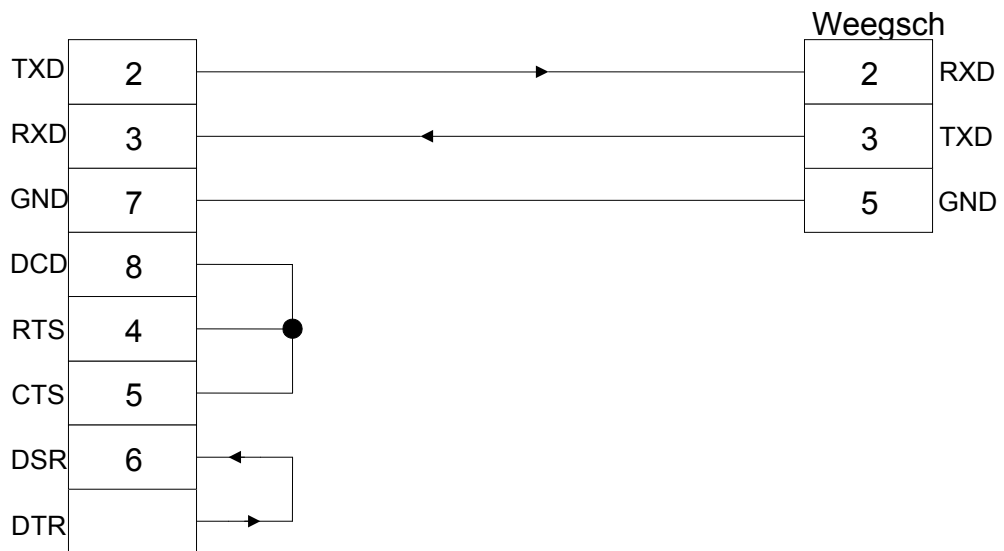 Weegsch
TXD 2 2 RXD
RXD 3 3 TXD
GND 7 5 GND
DCD 8
RTS 4
CTS 5
DSR 6
DTR